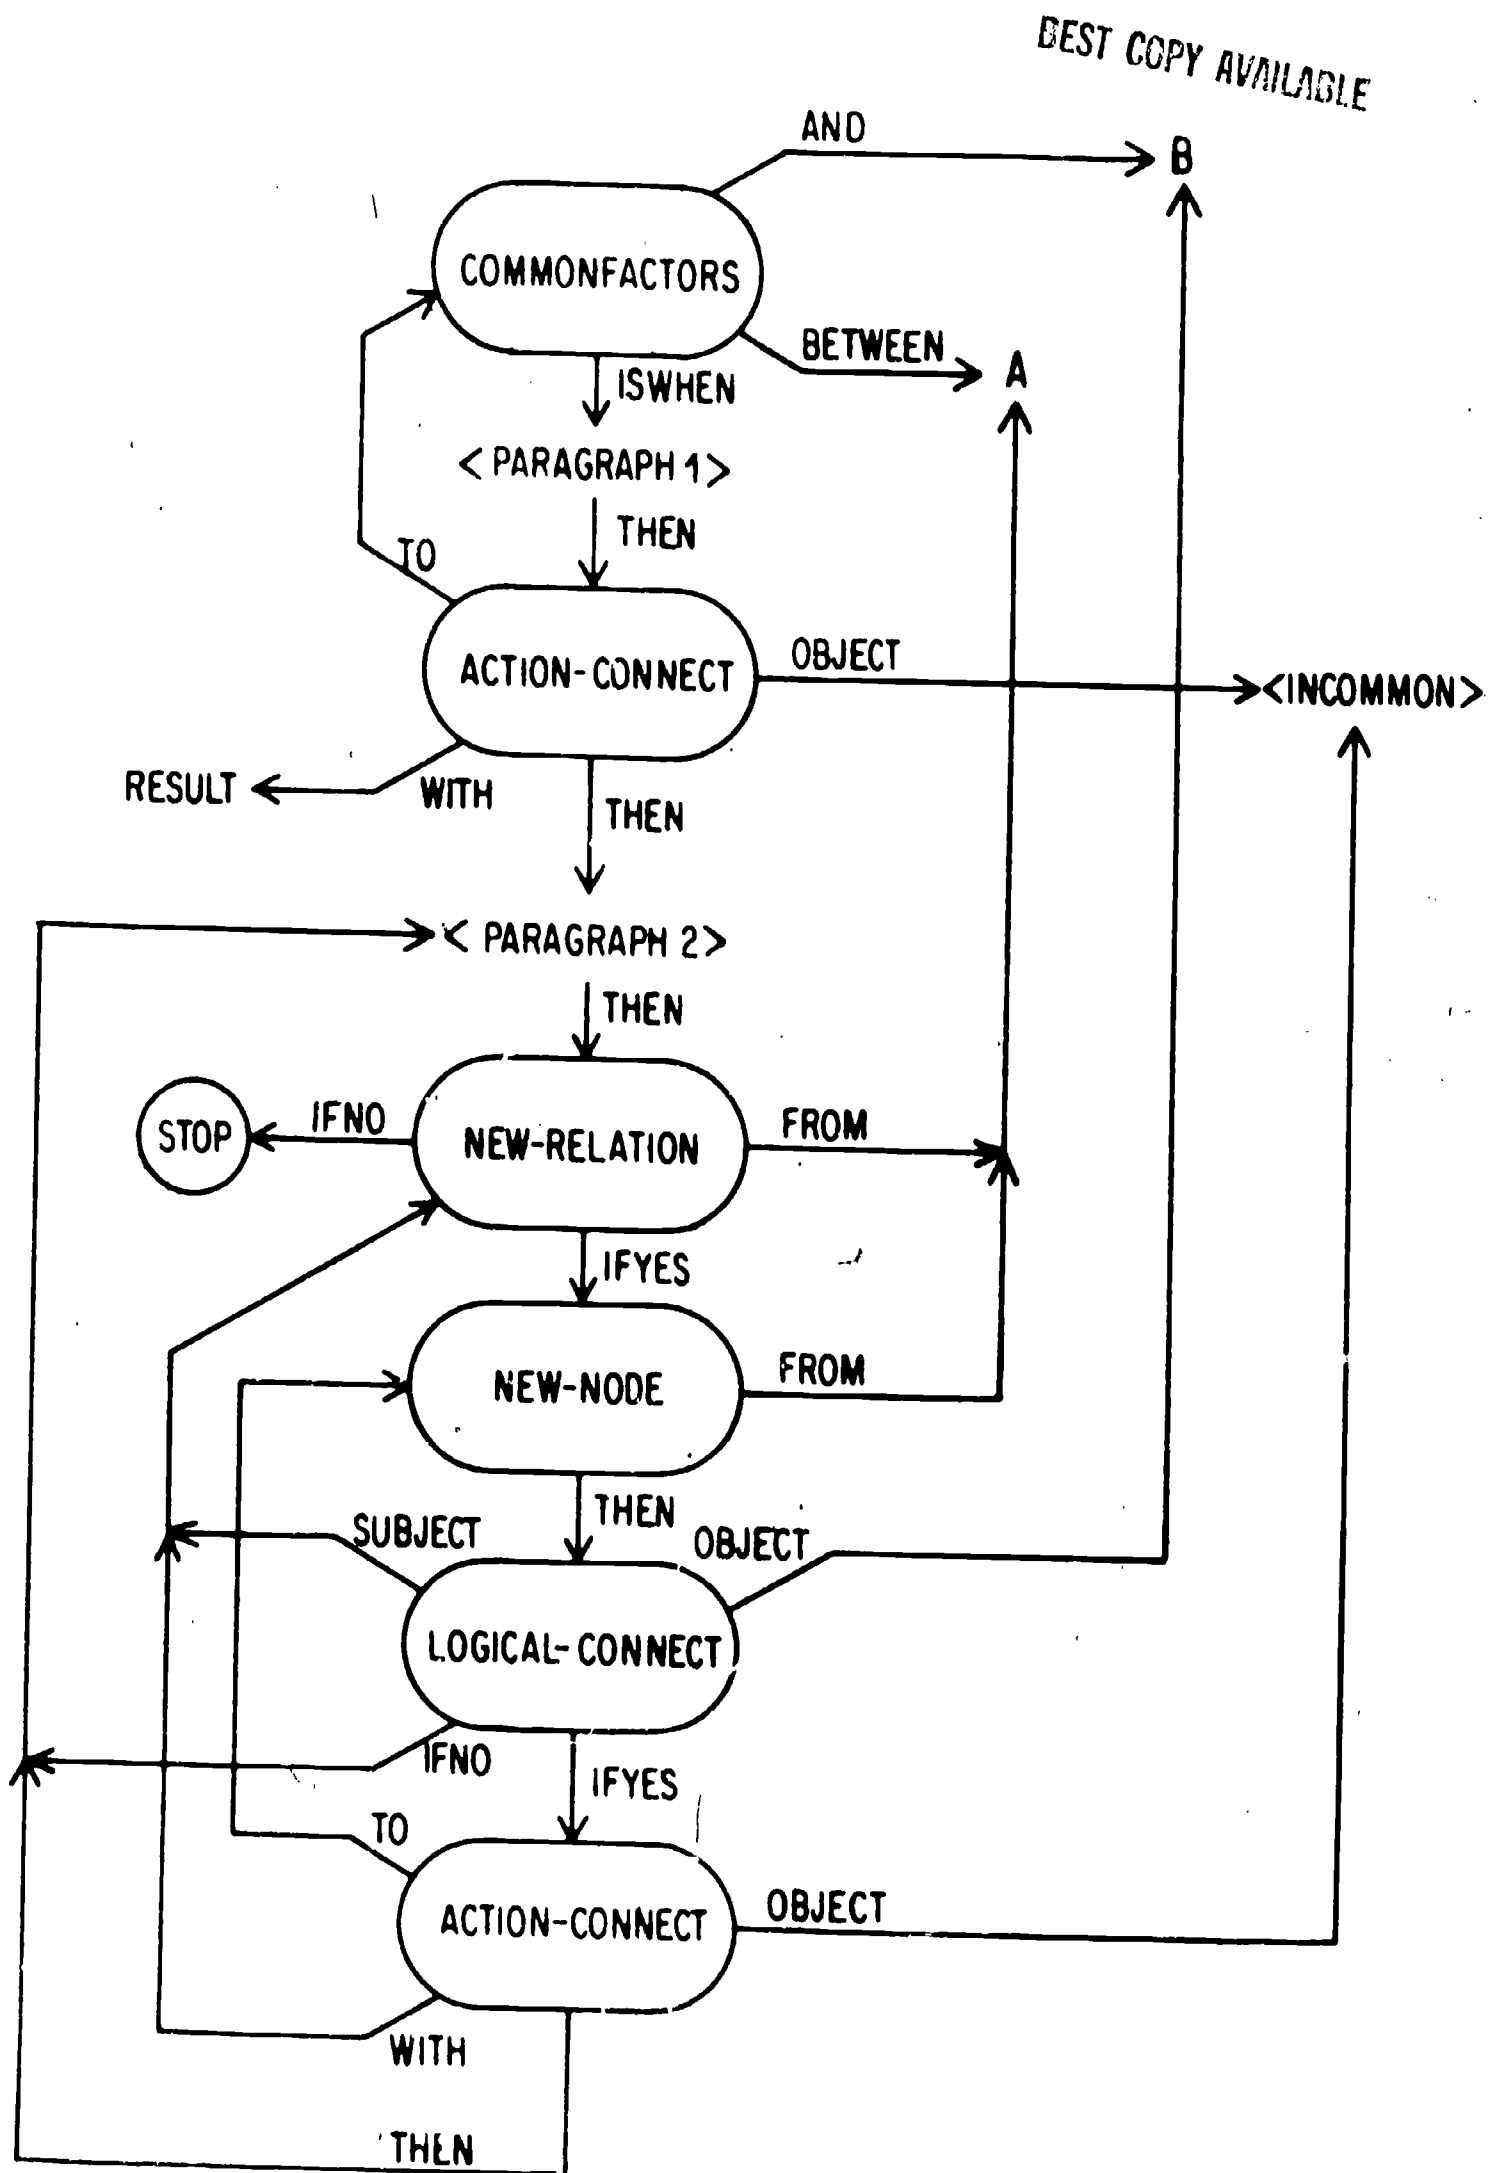 BEST COPY AVAILABLE
AND
B
COMMONFACTORS
BETWEEN
A
ISWHEN
< PARAGRAPH 1 >
THEN
TO
ACTION-CONNECT
OBJECT
<INCOMMON>
RESULT
WITH
THEN
< PARAGRAPH 2 >
THEN
STOP
IFNO
NEW-RELATION
FROM
IFYES
NEW-NODE
FROM
THEN
SUBJECT
OBJECT
LOGICAL-CONNECT
IFNO
IFYES
TO
ACTION-CONNECT
OBJECT
WITH
THEN